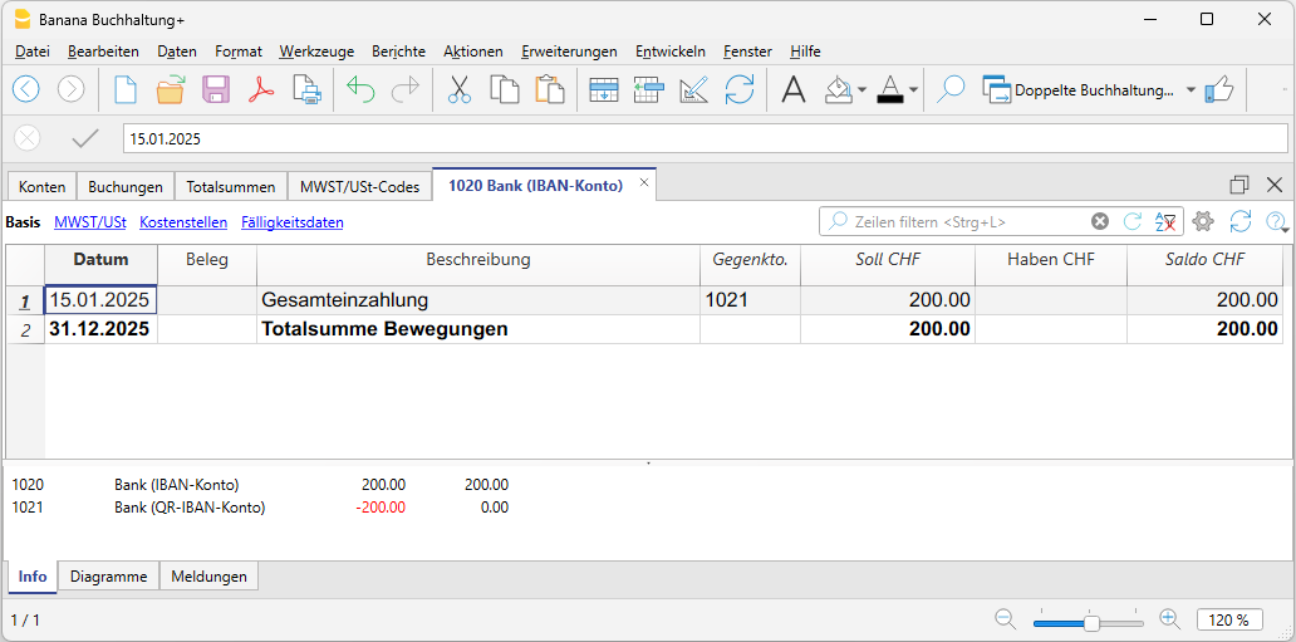 Banana Buchhaltung+
Datei Bearbeiten Daten Format Werkzeuge Berichte Aktionen Erweiterungen Entwickeln Fenster Hilfe
Doppelte Buchhaltung...
15.01.2025
Konten Buchungen Totalsummen MWST/USt-Codes 1020 Bank (IBAN-Konto)
Basis MWST/USt Kostenstellen Fälligkeitsdaten Zeilen filtern <Strg+L>
Datum Beleg Beschreibung Gegenkto. Soll CHF Haben CHF Saldo CHF
1 15.01.2025 Gesamteinzahlung 1021 200.00 200.00
2 31.12.2025 Totalsumme Bewegungen 200.00 200.00
1020 Bank (IBAN-Konto) 200.00 200.00
1021 Bank (QR-IBAN-Konto) -200.00 0.00
Info Diagramme Meldungen
1 / 1 120 %